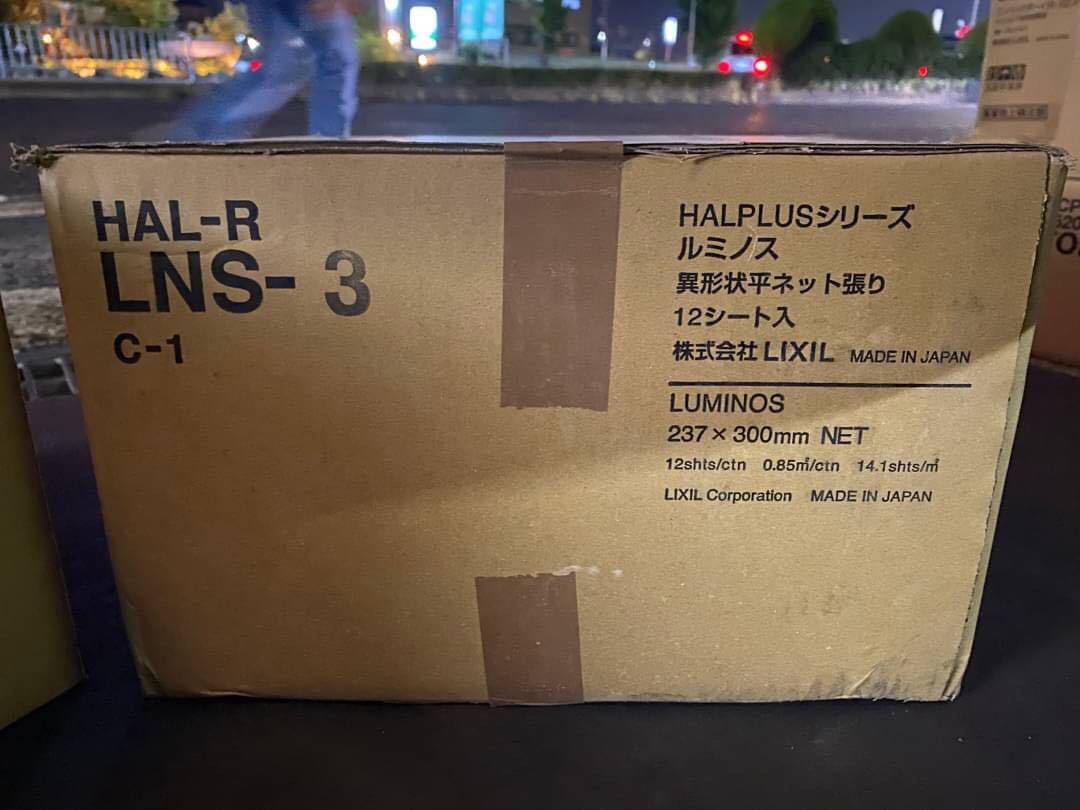 HAL-R
LNS- 3
C-1
HALPLUSシリーズ
ルミノス
異形状平ネット張り
12シート入
株式会社 LIXIL MADE IN JAPAN
LUMINOS
237×300mm NET
12shts/ctn 0.85㎡/ctn 14.1shts/㎡
LIXIL Corporation MADE IN JAPAN